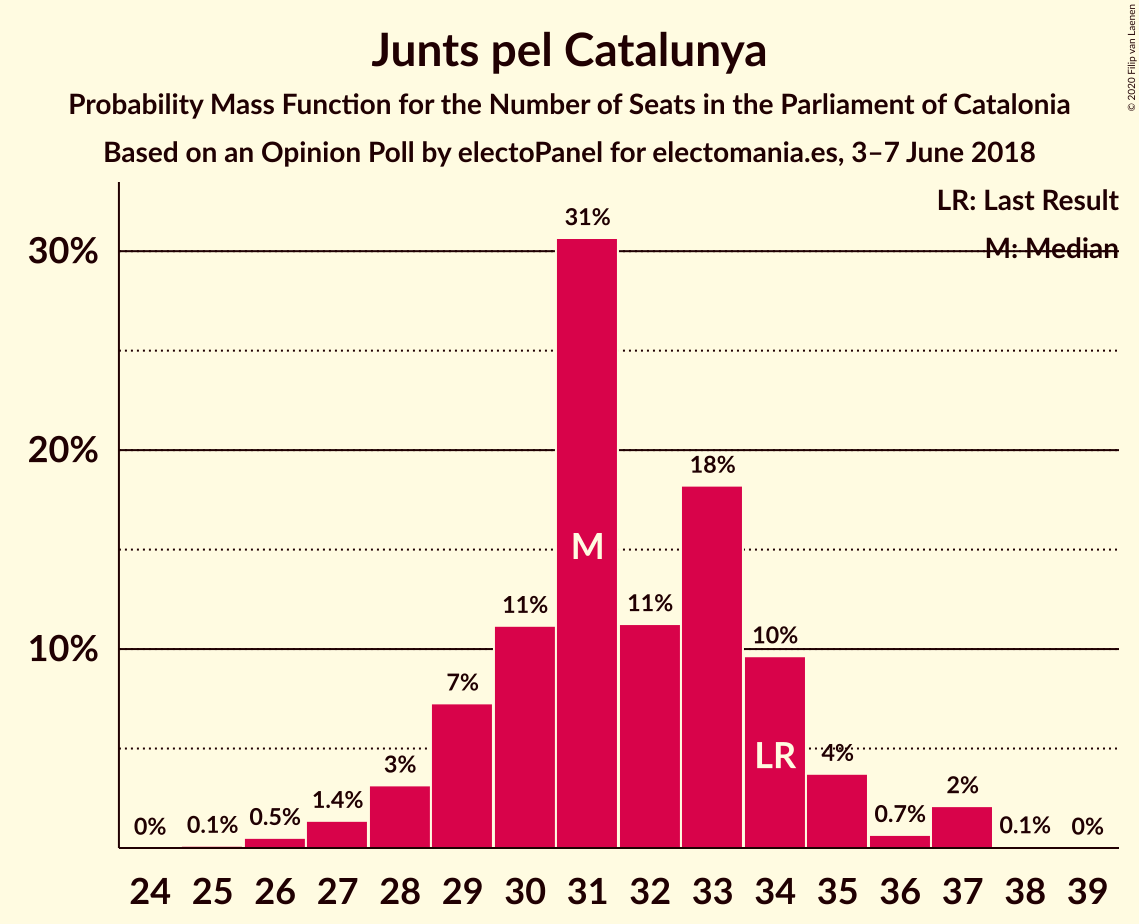 Junts pel Catalunya
Probability Mass Function for the Number of Seats in the Parliament of Catalonia
Based on an Opinion Poll by electoPanel for electomania.es, 3–7 June 2018
© 2020 Filip van Laenen
LR: Last Result
M: Median
30%
20%
10%
0%
0.1%
0.5%
1.4%
3%
7%
11%
31%
11%
18%
10%
4%
0.7%
2%
0.1%
0%
M
LR
24 25 26 27 28 29 30 31 32 33 34 35 36 37 38 39